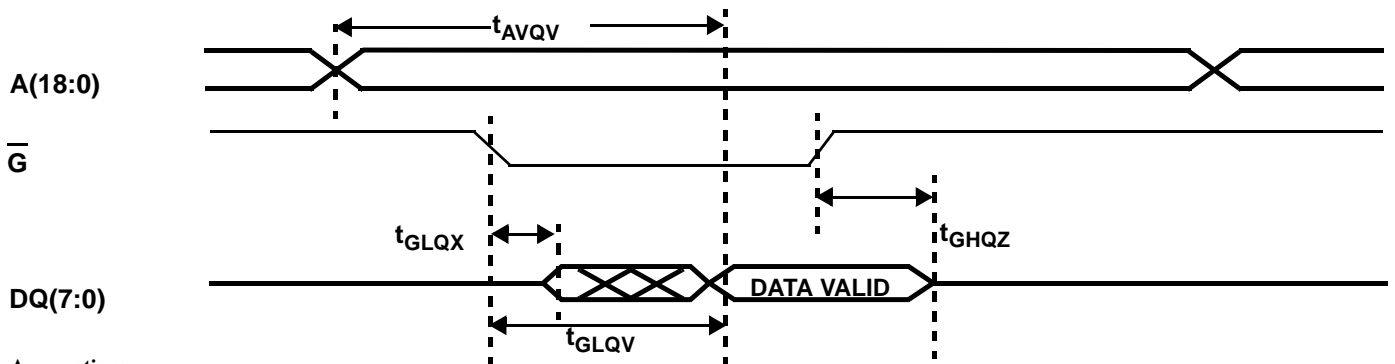 tAVQV
A(18:0)
G
tGLQX
tGHQZ
DQ(7:0)
DATA VALID
tGLQV